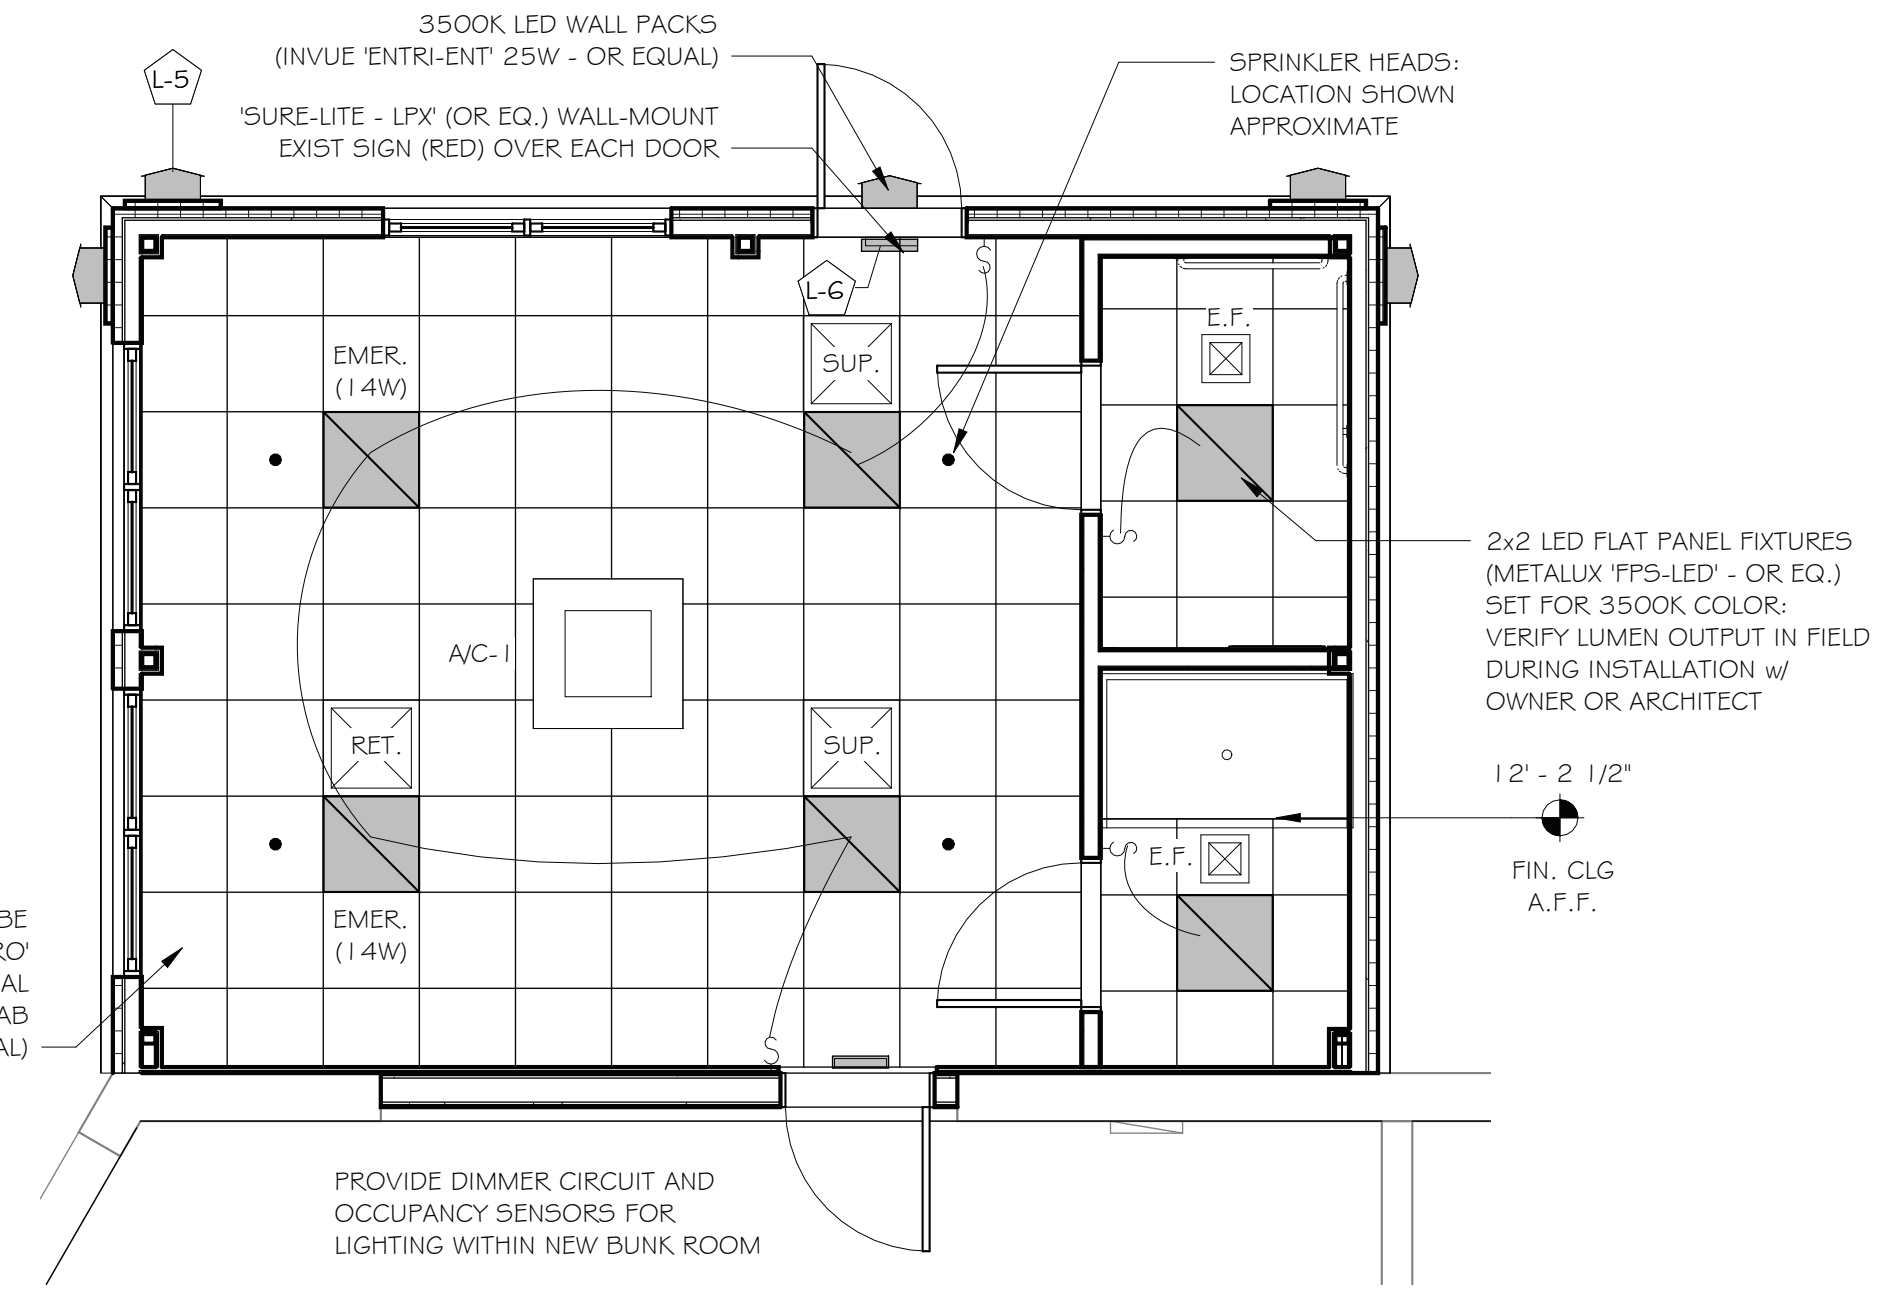 3500K LED WALL PACKS
(INVUE 'ENTRI-ENT' 25W - OR EQUAL)
L-5
'SURE-LITE - LPX' (OR EQ.) WALL-MOUNT
EXIST SIGN (RED) OVER EACH DOOR
SPRINKLER HEADS:
LOCATION SHOWN
APPROXIMATE
S
L-6
E.F.
EMER.
(14W)
SUP.
S
2x2 LED FLAT PANEL FIXTURES
(METALUX 'FPS-LED' - OR EQ.)
SET FOR 3500K COLOR:
VERIFY LUMEN OUTPUT IN FIELD
DURING INSTALLATION w/
OWNER OR ARCHITECT
A/C-1
RET.
SUP.
12' - 2 1/2"
FIN. CLG
A.F.F.
S
E.F.
EMER.
(14W)
BE
RO'
AL
AB
AL)
S
PROVIDE DIMMER CIRCUIT AND
OCCUPANCY SENSORS FOR
LIGHTING WITHIN NEW BUNK ROOM